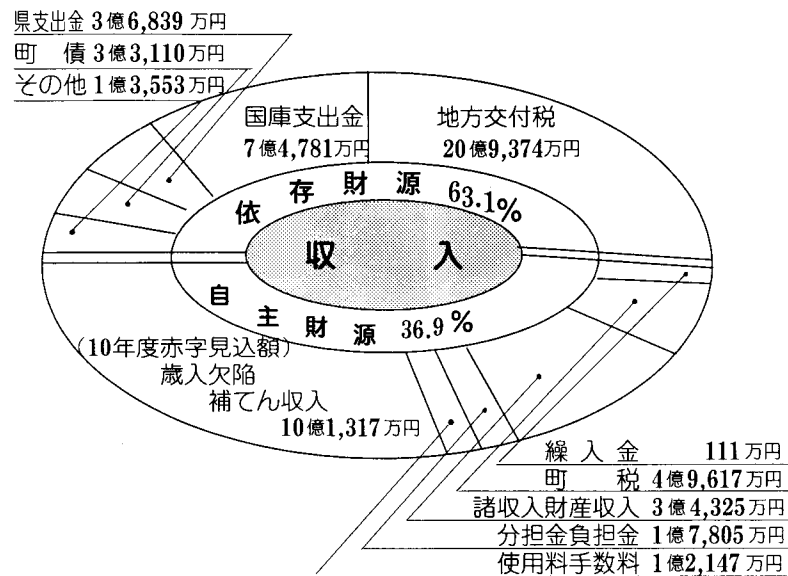 県支出金 3億6,839万円
町 債 3億3,110万円
その他 1億3,553万円
国庫支出金
7億4,781万円
地方交付税
20億9,374万円
依存財源 63.1%
収 入
自主財源 36.9%
(10年度赤字見込額)
歳入欠陥
補てん収入
10億1,317万円
繰入金 111万円
町 税 4億9,617万円
諸収入財産収入 3億4,325万円
分担金負担金 1億7,805万円
使用料手数料 1億2,147万円